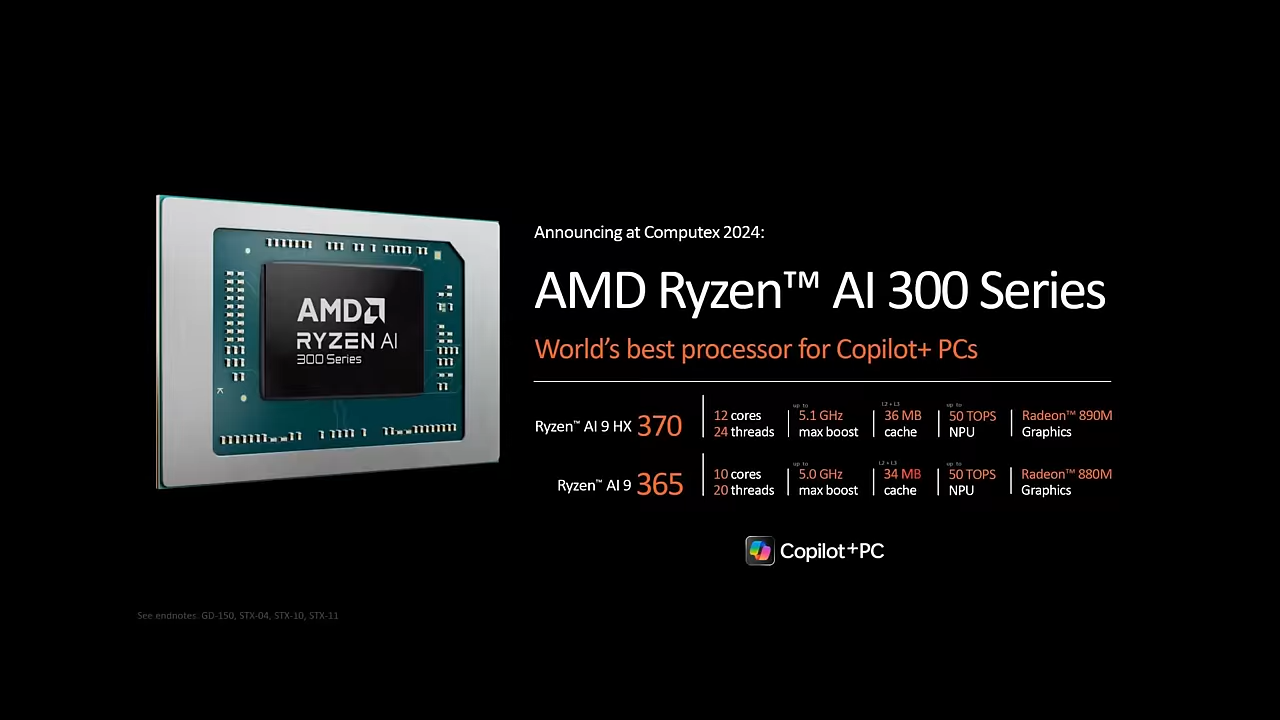 Announcing at Computex 2024:
AMD Ryzen™ AI 300 Series
World's best processor for Copilot+ PCs
AMD
RYZEN AI
300 Series
Ryzen™ AI 9 HX 370
12 cores
24 threads
up to
5.1 GHz
max boost
L2 + L3
36 MB
cache
up to
50 TOPS
NPU
Radeon™ 890M
Graphics
Ryzen™ AI 9 365
10 cores
20 threads
up to
5.0 GHz
max boost
L2 + L3
34 MB
cache
up to
50 TOPS
NPU
Radeon™ 880M
Graphics
Copilot+PC
See endnotes: GD-150, STX-04, STX-10, STX-11